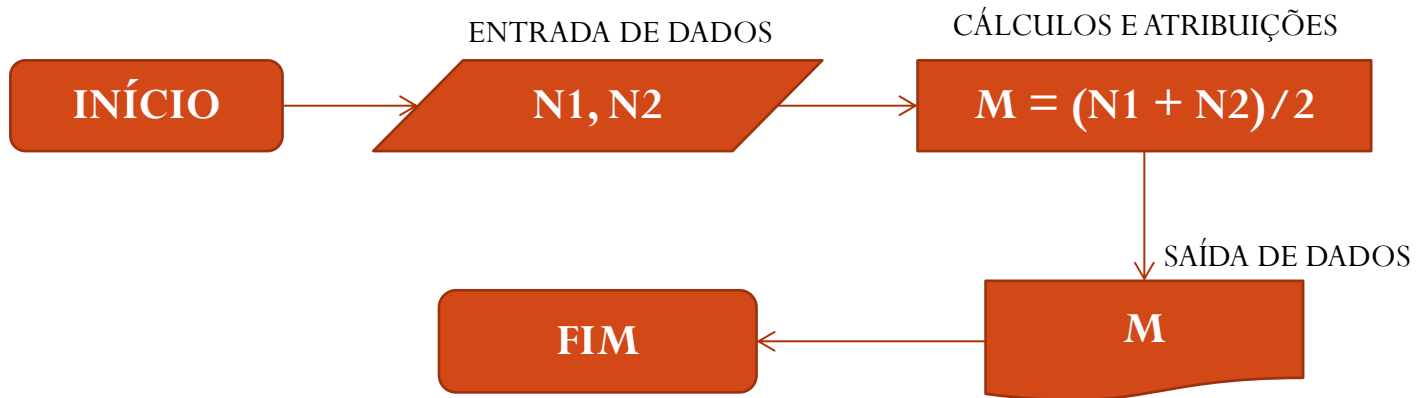 INÍCIO
ENTRADA DE DADOS
N1, N2
CÁLCULOS E ATRIBUIÇÕES
M = (N1 + N2)/2
SAÍDA DE DADOS
M
FIM